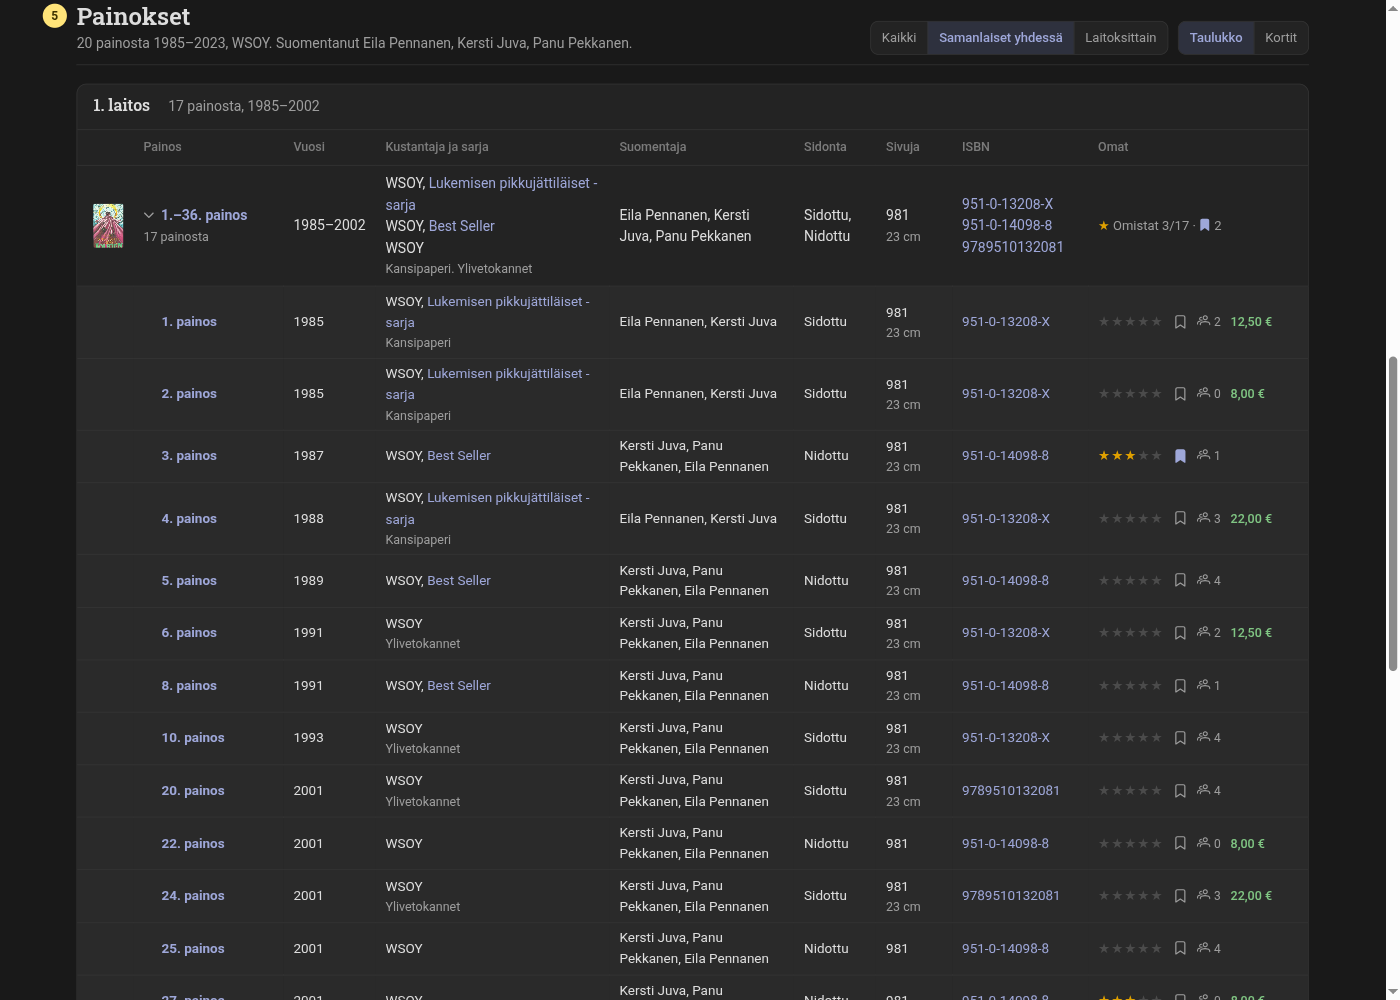 5
Painokset
20 painosta 1985–2023, WSOY. Suomentanut Eila Pennanen, Kersti Juva, Panu Pekkanen.
Kaikki Samanlaiset yhdessä Laitoksittain Taulukko Kortit
1. laitos 17 painosta, 1985–2002
Painos Vuosi Kustantaja ja sarja Suomentaja Sidonta Sivuja ISBN Omat
1.–36. painos
17 painosta
1985–2002
WSOY, Lukemisen pikkujättiläiset -
sarja
WSOY, Best Seller
WSOY
Kansipaperi. Ylivetokannet
Eila Pennanen, Kersti
Juva, Panu Pekkanen
Sidottu,
Nidottu
981
23 cm
951-0-13208-X
951-0-14098-8
9789510132081
★ Omistat 3/17 · 2
1. painos
1985
WSOY, Lukemisen pikkujättiläiset -
sarja
Kansipaperi
Eila Pennanen, Kersti Juva
Sidottu
981
23 cm
951-0-13208-X
★★★★★ 2 12,50 €
2. painos
1985
WSOY, Lukemisen pikkujättiläiset -
sarja
Kansipaperi
Eila Pennanen, Kersti Juva
Sidottu
981
23 cm
951-0-13208-X
★★★★★ 0 8,00 €
3. painos
1987
WSOY, Best Seller
Kersti Juva, Panu
Pekkanen, Eila Pennanen
Nidottu
981
23 cm
951-0-14098-8
★★★★★ 1
4. painos
1988
WSOY, Lukemisen pikkujättiläiset -
sarja
Kansipaperi
Eila Pennanen, Kersti Juva
Sidottu
981
23 cm
951-0-13208-X
★★★★★ 3 22,00 €
5. painos
1989
WSOY, Best Seller
Kersti Juva, Panu
Pekkanen, Eila Pennanen
Nidottu
981
23 cm
951-0-14098-8
★★★★★ 4
6. painos
1991
WSOY
Ylivetokannet
Kersti Juva, Panu
Pekkanen, Eila Pennanen
Sidottu
981
23 cm
951-0-13208-X
★★★★★ 2 12,50 €
8. painos
1991
WSOY, Best Seller
Kersti Juva, Panu
Pekkanen, Eila Pennanen
Nidottu
981
23 cm
951-0-14098-8
★★★★★ 1
10. painos
1993
WSOY
Ylivetokannet
Kersti Juva, Panu
Pekkanen, Eila Pennanen
Sidottu
981
23 cm
951-0-13208-X
★★★★★ 4
20. painos
2001
WSOY
Ylivetokannet
Kersti Juva, Panu
Pekkanen, Eila Pennanen
Sidottu
981
23 cm
9789510132081
★★★★★ 4
22. painos
2001
WSOY
Kersti Juva, Panu
Pekkanen, Eila Pennanen
Nidottu
981
951-0-14098-8
★★★★★ 0 8,00 €
24. painos
2001
WSOY
Ylivetokannet
Kersti Juva, Panu
Pekkanen, Eila Pennanen
Sidottu
981
23 cm
9789510132081
★★★★★ 3 22,00 €
25. painos
2001
WSOY
Kersti Juva, Panu
Pekkanen, Eila Pennanen
Nidottu
981
951-0-14098-8
★★★★★ 4
27. painos
2001
WSOY
Kersti Juva, Panu
Nidottu
981
951-0-14098-8